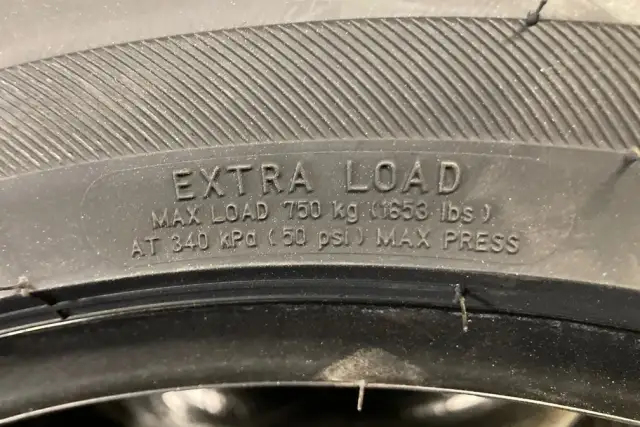 EXTRA LOAD
MAX LOAD 750 kg (1653 lbs)
AT 340 kPa (50 psi) MAX PRESS